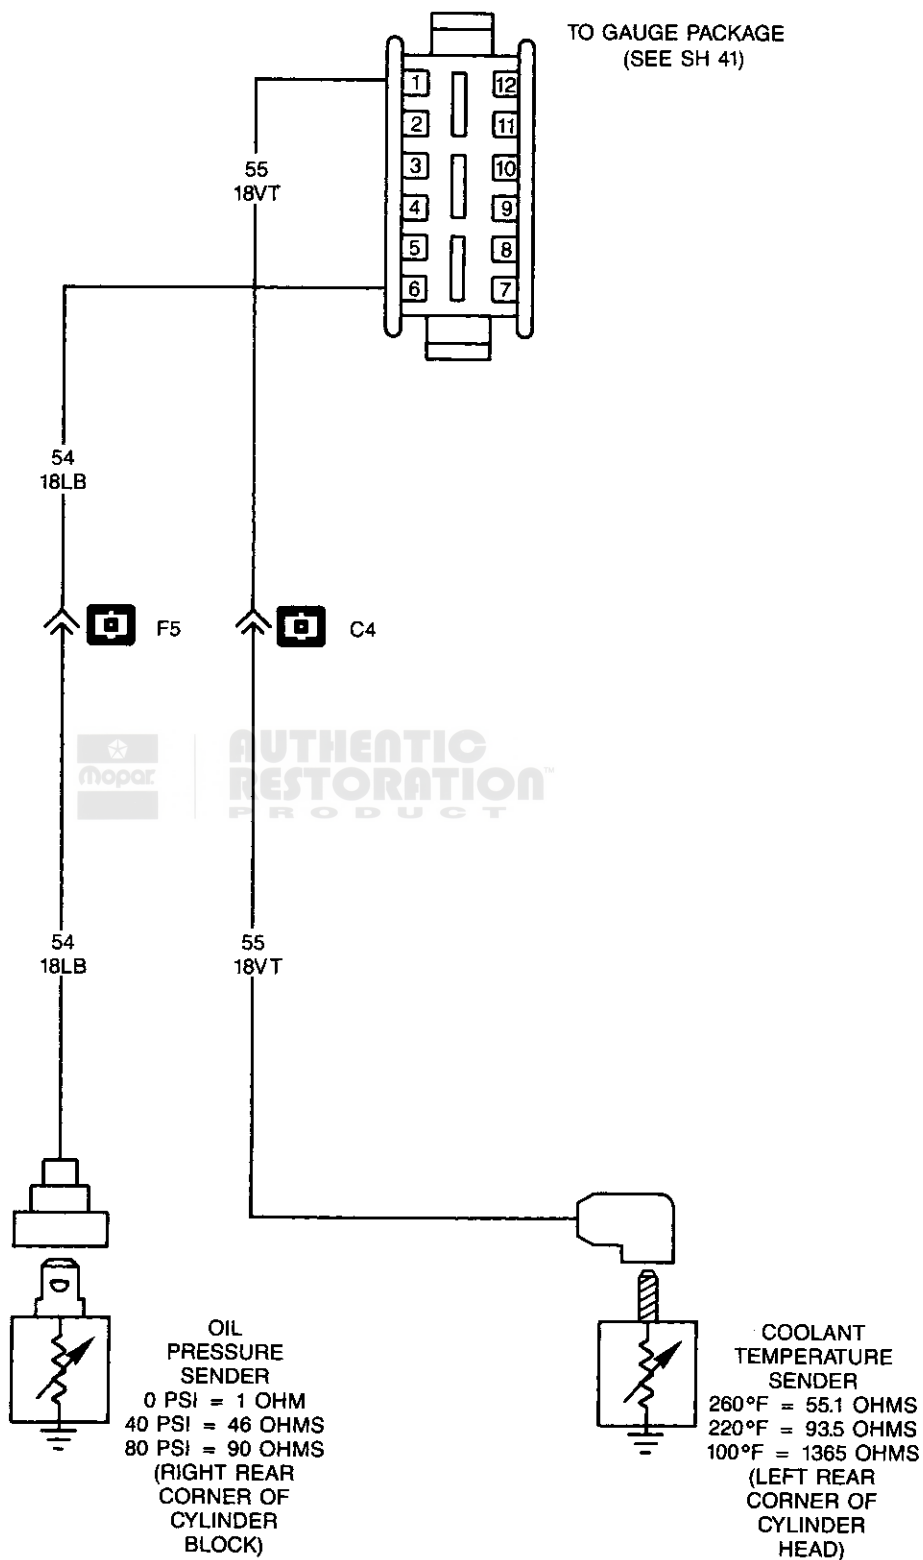 TO GAUGE PACKAGE
(SEE SH 41)
1
12
2
11
3
10
4
9
5
8
6
7
55
18VT
54
18LB
F5
C4
Mopar
AUTHENTIC
RESTORATION™
PRODUCT
54
18LB
55
18VT
OIL
PRESSURE
SENDER
0 PSI = 1 OHM
40 PSI = 46 OHMS
80 PSI = 90 OHMS
(RIGHT REAR
CORNER OF
CYLINDER
BLOCK)
COOLANT
TEMPERATURE
SENDER
260°F = 55.1 OHMS
220°F = 93.5 OHMS
100°F = 1365 OHMS
(LEFT REAR
CORNER OF
CYLINDER
HEAD)